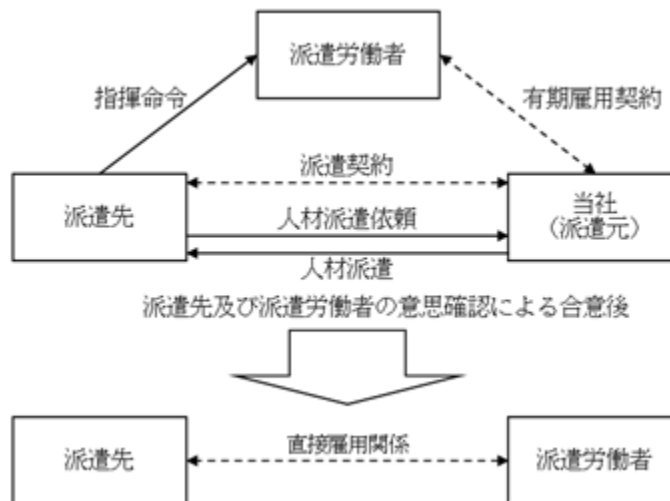 派遣労働者
指揮命令
有期雇用契約
派遣契約
派遣先
当社
（派遣元）
人材派遣依頼
人材派遣
派遣先及び派遣労働者の意思確認による合意後
派遣先
直接雇用関係
派遣労働者